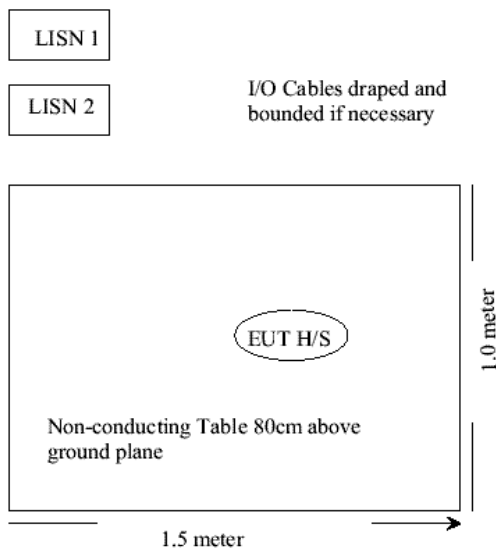 LISN 1
LISN 2
I/O Cables draped and
bounded if necessary
EUT H/S
Non-conducting Table 80cm above
ground plane
1.0 meter
1.5 meter